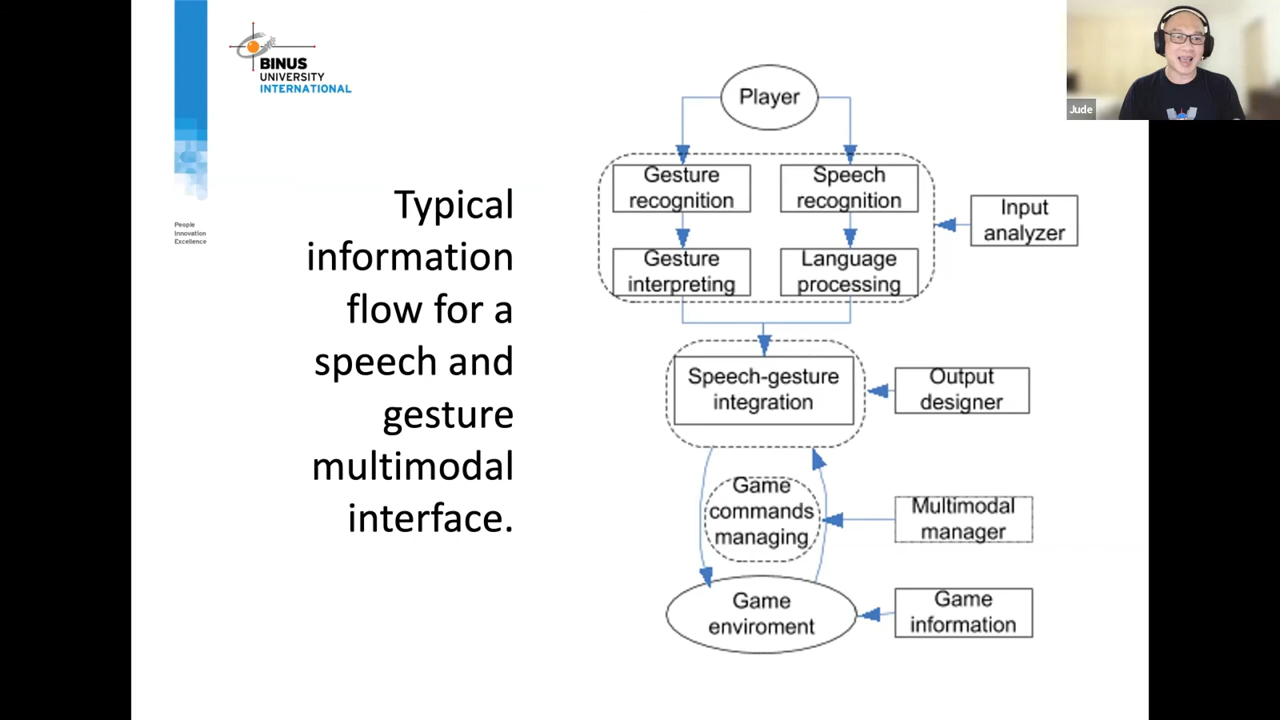 BINUS
UNIVERSITY
INTERNATIONAL
People
Innovation
Excellence
Typical
information
flow for a
speech and
gesture
multimodal
interface.
Player
Gesture
recognition
Speech
recognition
Input
analyzer
Gesture
interpreting
Language
processing
Speech-gesture
integration
Output
designer
Game
commands
managing
Multimodal
manager
Game
enviroment
Game
information
Jude